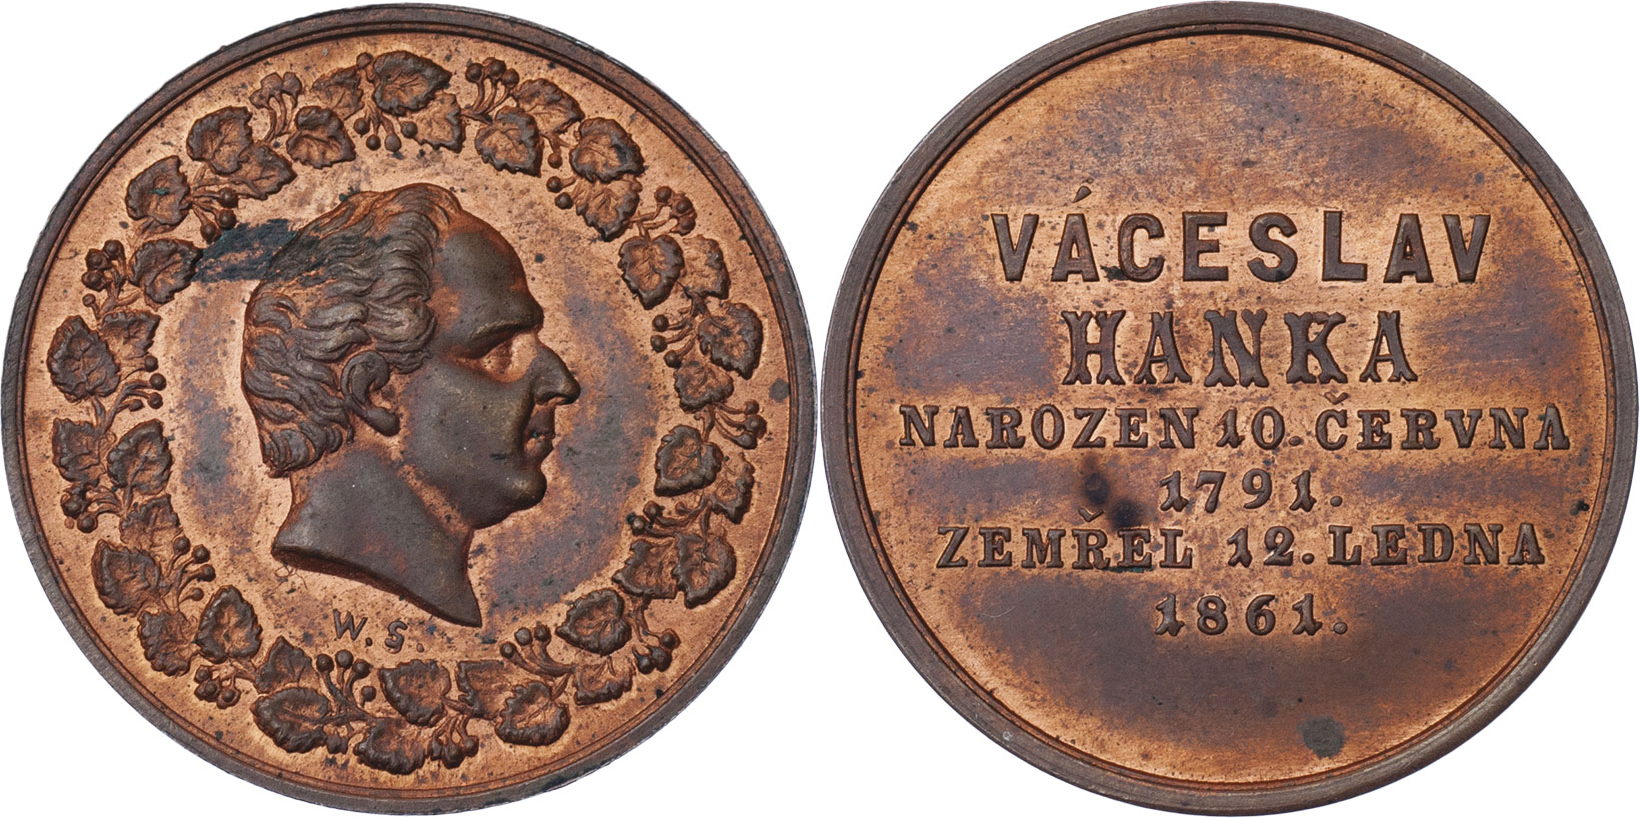 W. S.
VÁCESLAV
HANKA
NAROZEN 10. ČERVNA
1791.
ZEMŘEL 12. LEDNA
1861.